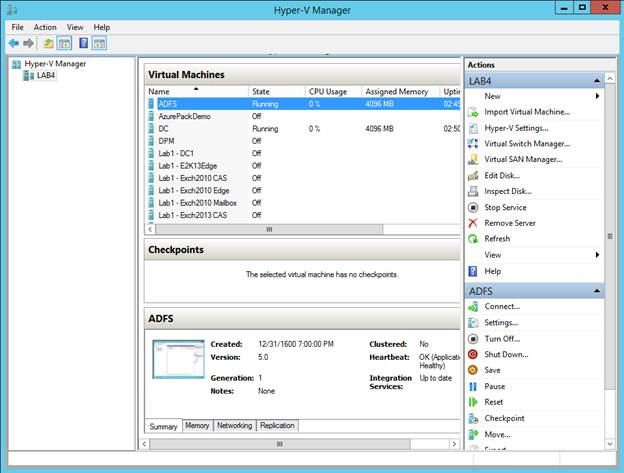 Hyper-V Manager
File Action View Help
Hyper-V Manager
LAB4
Virtual Machines
Name State CPU Usage Assigned Memory Uptim
ADFS Running 0 % 4096 MB 02:45
AzurePackDemo Off
DC Running 0 % 4096 MB 02:50
DPM Off
Lab1 - DC1 Off
Lab1 - E2K13Edge Off
Lab1 - Exch2010 CAS Off
Lab1 - Exch2010 Edge Off
Lab1 - Exch2010 Mailbox Off
Lab1 - Exch2013 CAS Off
Checkpoints
The selected virtual machine has no checkpoints.
ADFS
Created: 12/31/1600 7:00:00 PM Clustered: No
Version: 5.0 Heartbeat: OK (Applicatio
Healthy)
Generation: 1 Integration Up to date
Services:
Notes: None
Summary Memory Networking Replication
Actions
LAB4
New
Import Virtual Machine...
Hyper-V Settings...
Virtual Switch Manager...
Virtual SAN Manager...
Edit Disk...
Inspect Disk...
Stop Service
Remove Server
Refresh
View
Help
ADFS
Connect...
Settings...
Turn Off...
Shut Down...
Save
Pause
Reset
Checkpoint
Move...